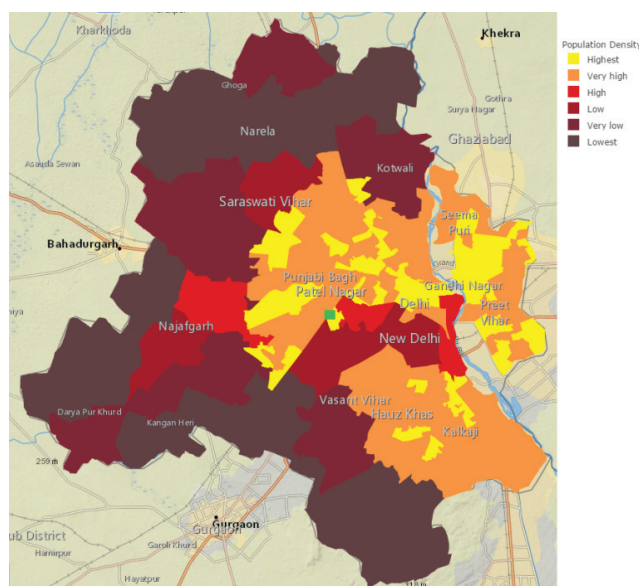 Kharkhoda
Khekra
Population Density
Highest
Very high
High
Low
Very low
Lowest
Ghoga
Gothra
Surya Nagar
Narela
Ghaziabad
Asauda Sewan
Kotwali
Saraswati Vihar
Seema
Puri
Bahadurgarh
Punjabi Bagh
Patel Nagar
Gandhi Nagar
Delhi
Preet
Vihar
Najafgarh
New Delhi
Vasant Vihar
Hauz Khas
Darya Pur Khurd
Kangan Heri
Kalkaji
259 m
Gurgaon
Gurgaon
ub District
Garoli Khurd
Hamirpur
Hayatpur
318 m